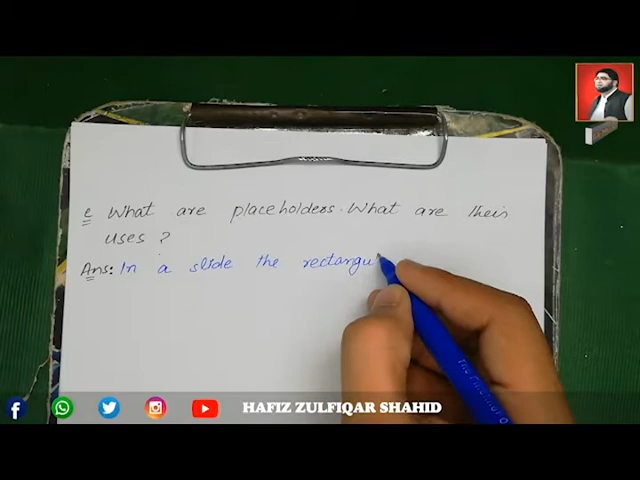 c What are placeholders. What are their
uses ?
Ans: In a slide the rectangu
HAFIZ ZULFIQAR SHAHID